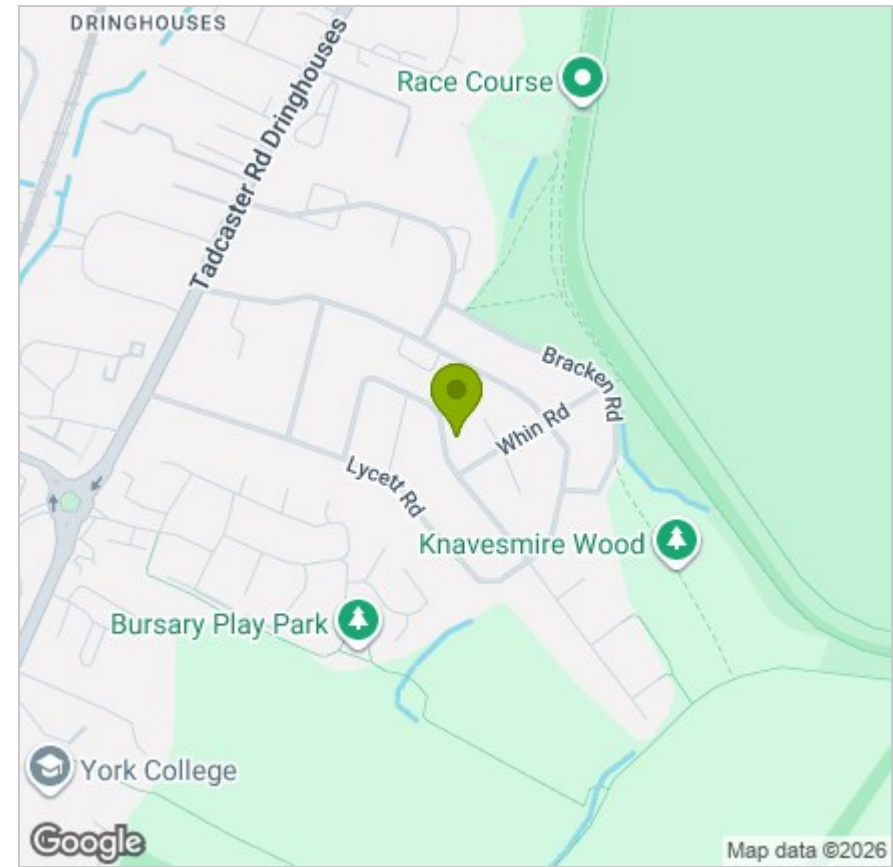 DRINGHOUSES
Race Course
Tadcaster Rd Dringhouses
Bracken Rd
Whin Rd
Lycett Rd
Knavesmire Wood
Bursary Play Park
York College
Google
Map data ©2026